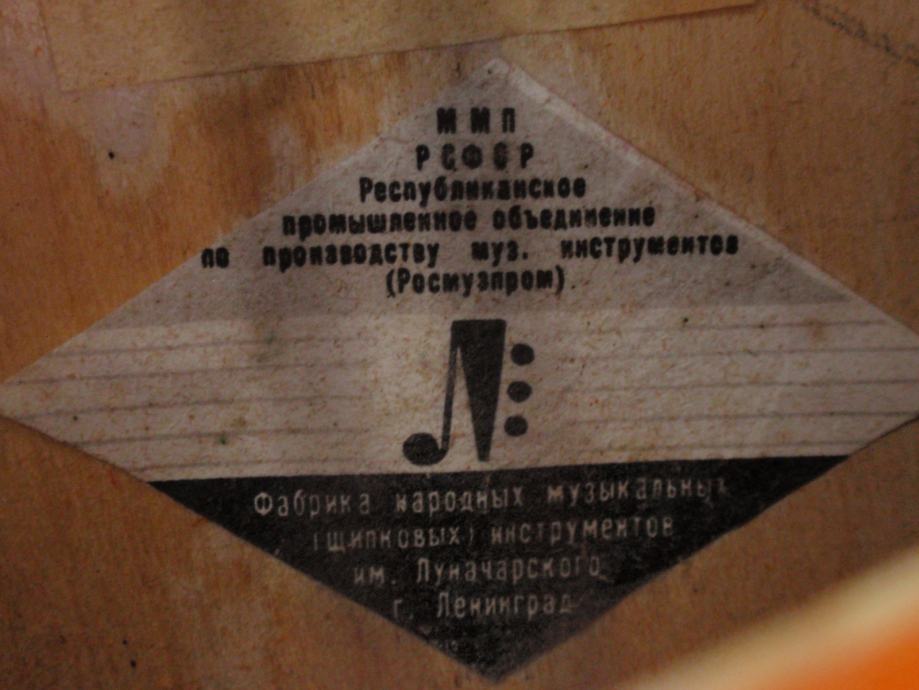 ММП
РСФСР
Республиканское
промышленное объединение
по производству муз. инструментов
(Росмузпром)
Фабрика народных музыкальных
(щипковых) инструментов
им. Луначарского
г. Ленинград